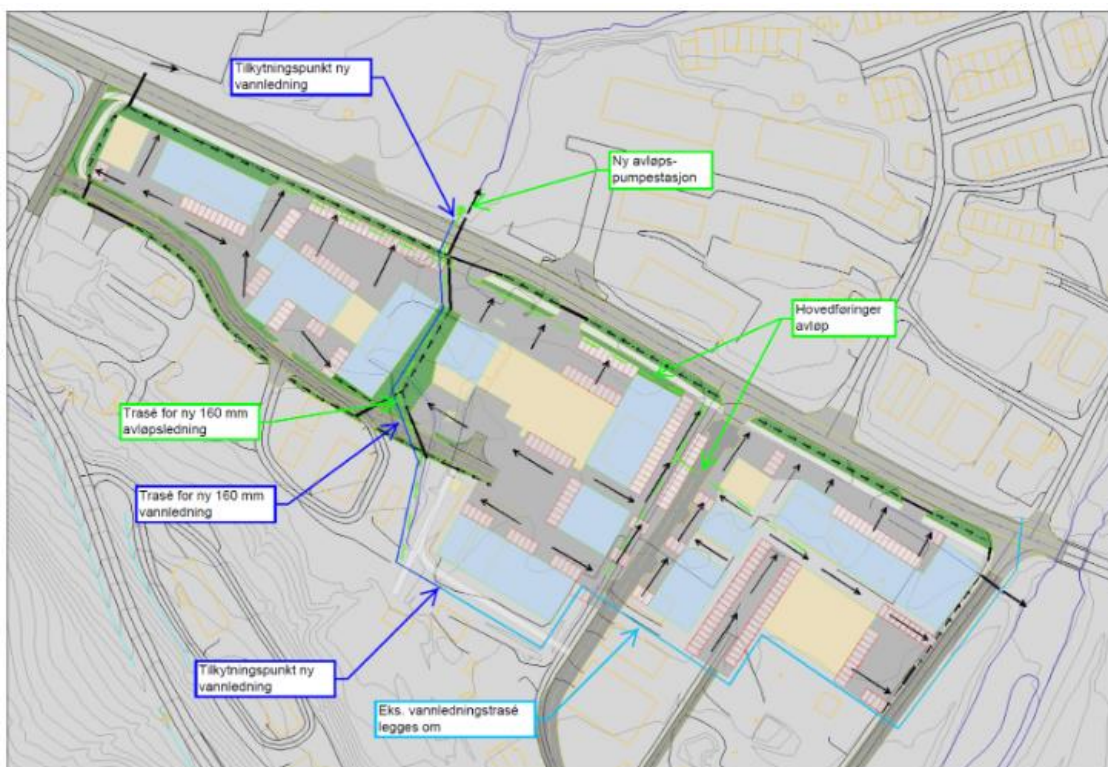 Tilkytningspunkt ny
vannledning
Ny avløps-
pumpestasjon
Hovedføringer
avløp
Trasé for ny 160 mm
avløpsledning
Trasé for ny 160 mm
vannledning
Tilkytningspunkt ny
vannledning
Eks. vannledningstrasé
legges om